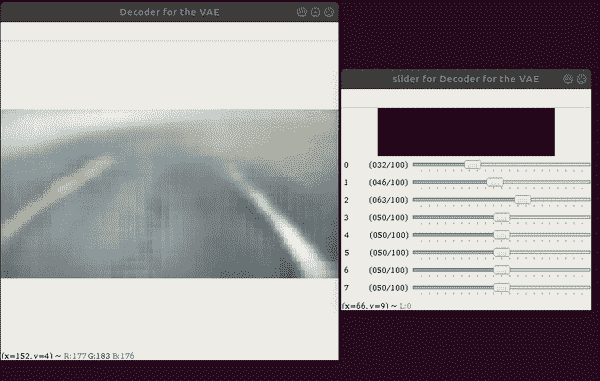 Decoder for the VAE
(x=152, y=4) ~ R:177 G:183 B:176
slider for Decoder for the VAE
0 (032/100)
1 (046/100)
2 (063/100)
3 (050/100)
4 (050/100)
5 (050/100)
6 (050/100)
7 (050/100)
(x=66, y=9) ~ L:0